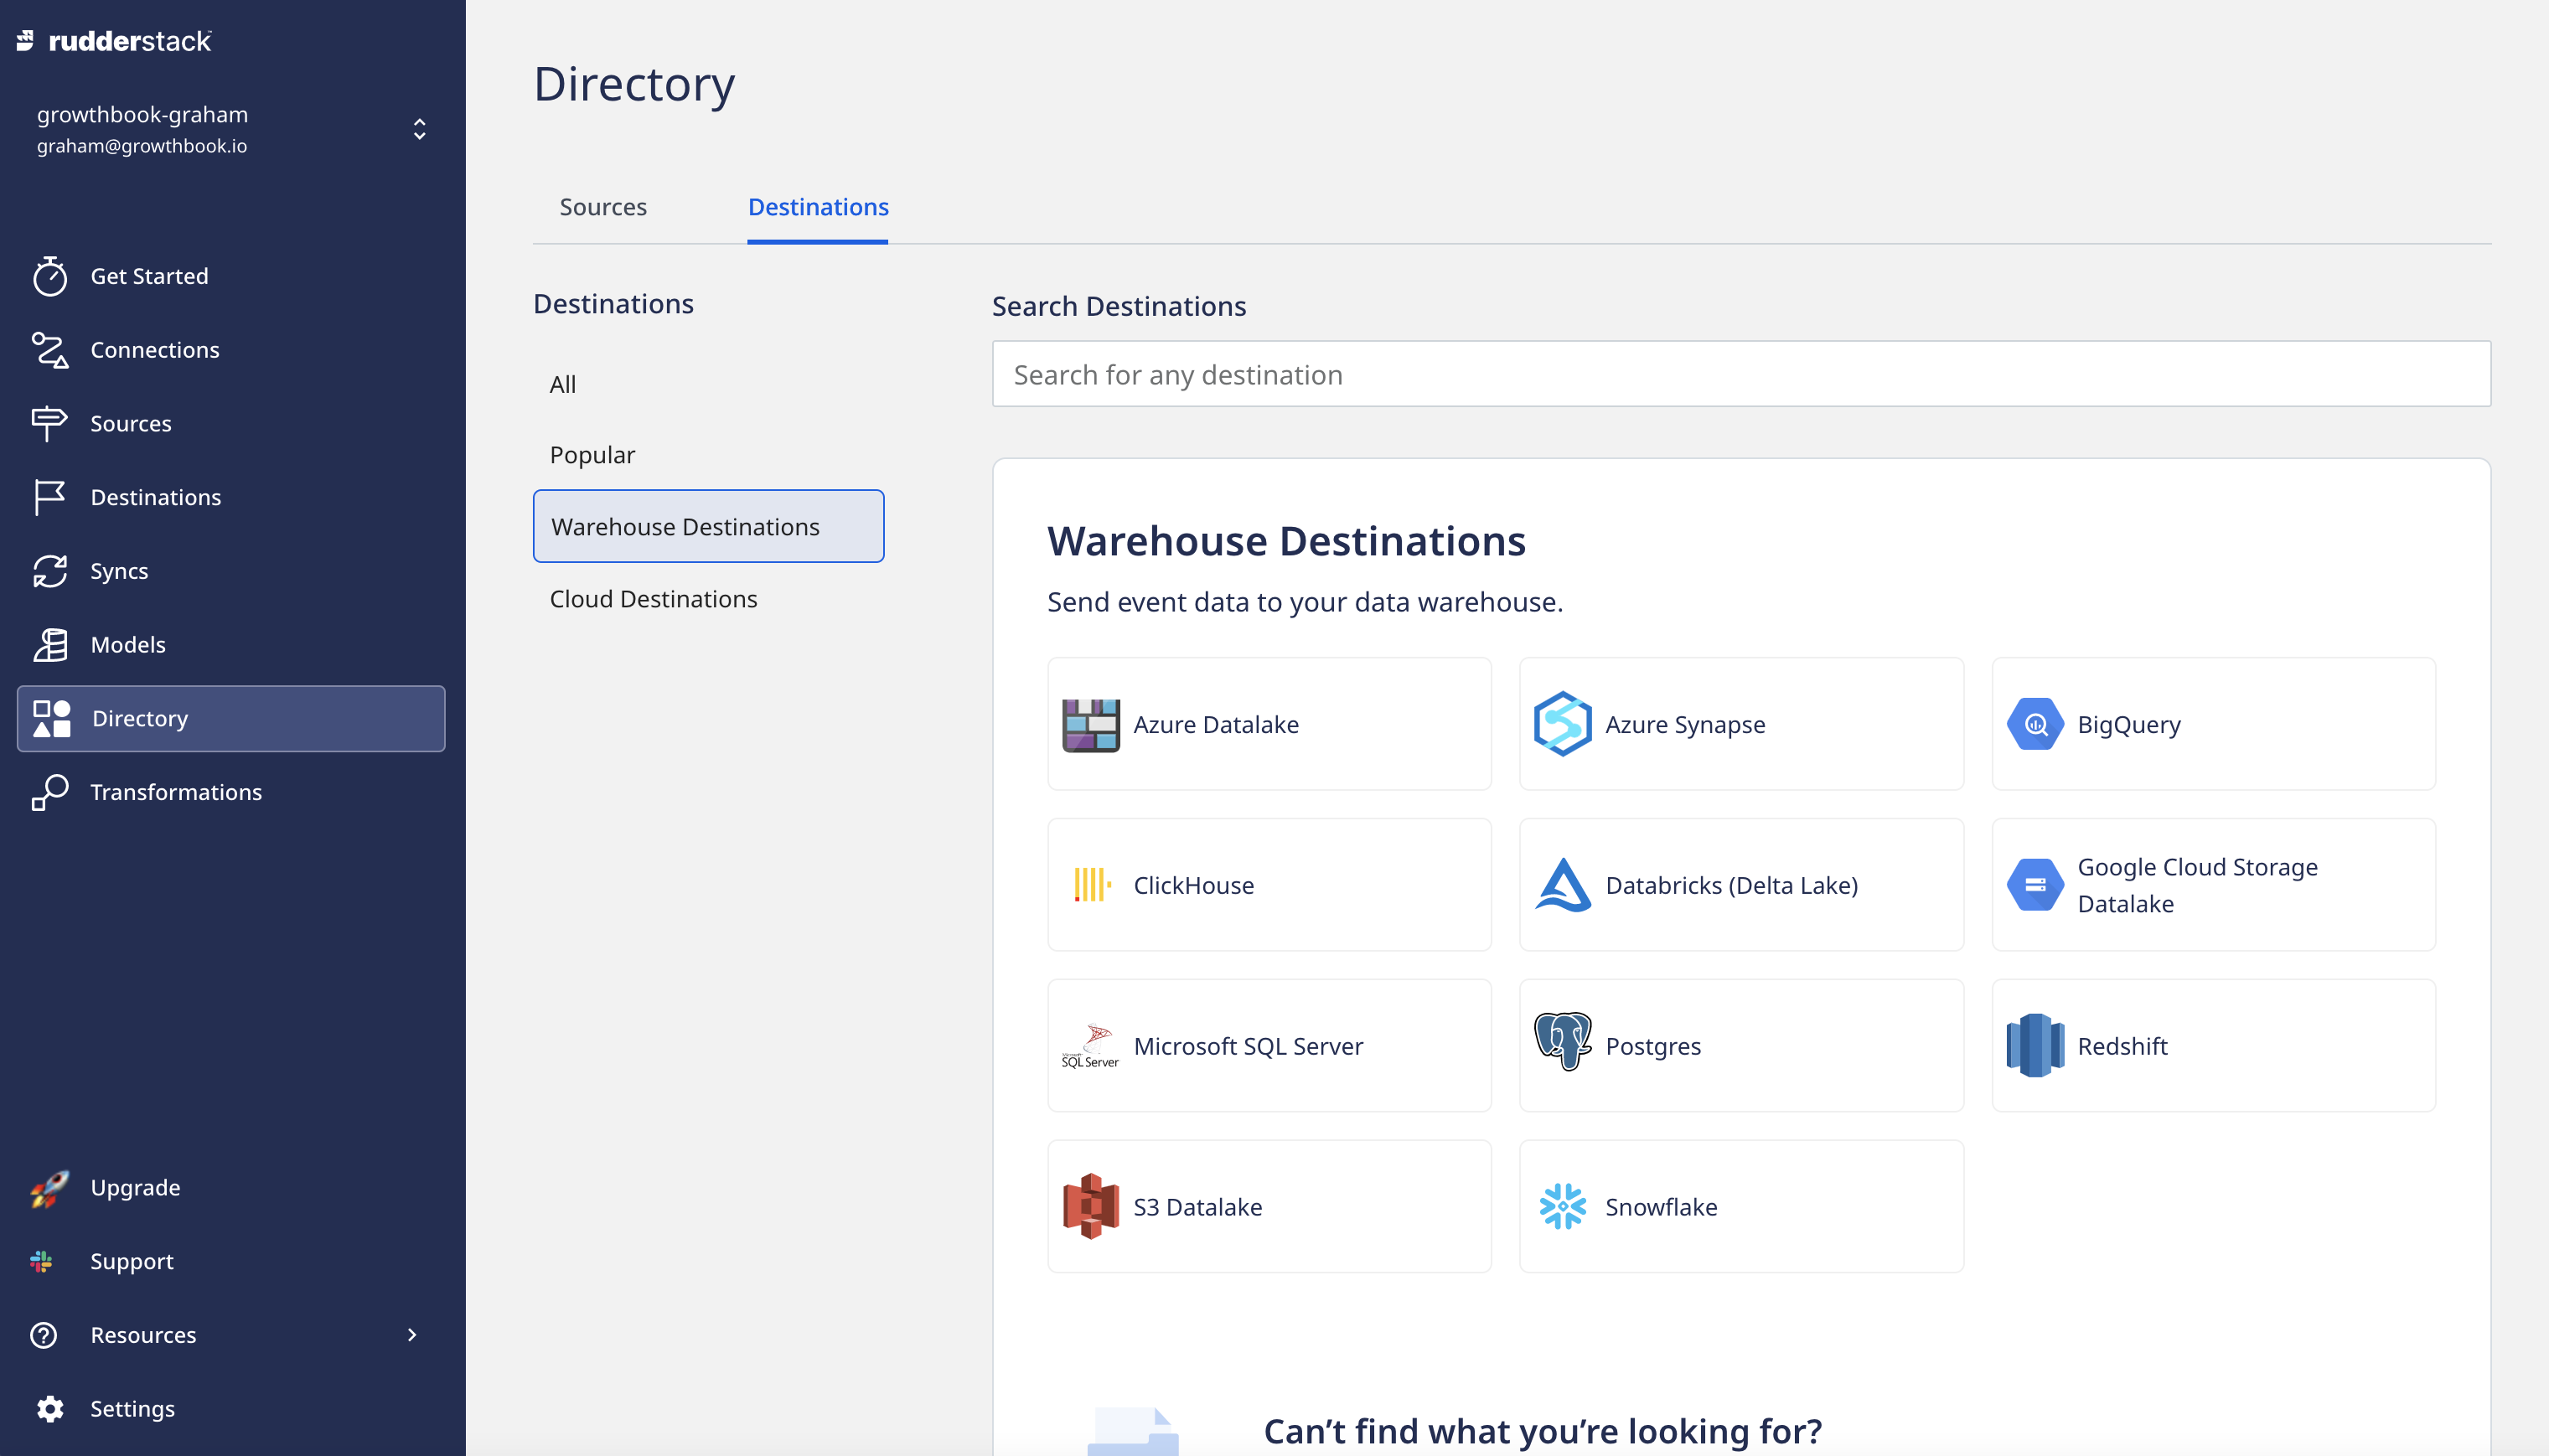 rudderstack
growthbook-graham
graham@growthbook.io
Get Started
Connections
Sources
Destinations
Syncs
Models
Directory
Transformations
Upgrade
Support
Resources
Settings
Directory
Sources
Destinations
Destinations
All
Popular
Warehouse Destinations
Cloud Destinations
Search Destinations
Search for any destination
Warehouse Destinations
Send event data to your data warehouse.
Azure Datalake
Azure Synapse
BigQuery
ClickHouse
Databricks (Delta Lake)
Google Cloud Storage
Datalake
Microsoft
SQL Server
Microsoft SQL Server
Postgres
Redshift
S3 Datalake
Snowflake
Can’t find what you’re looking for?